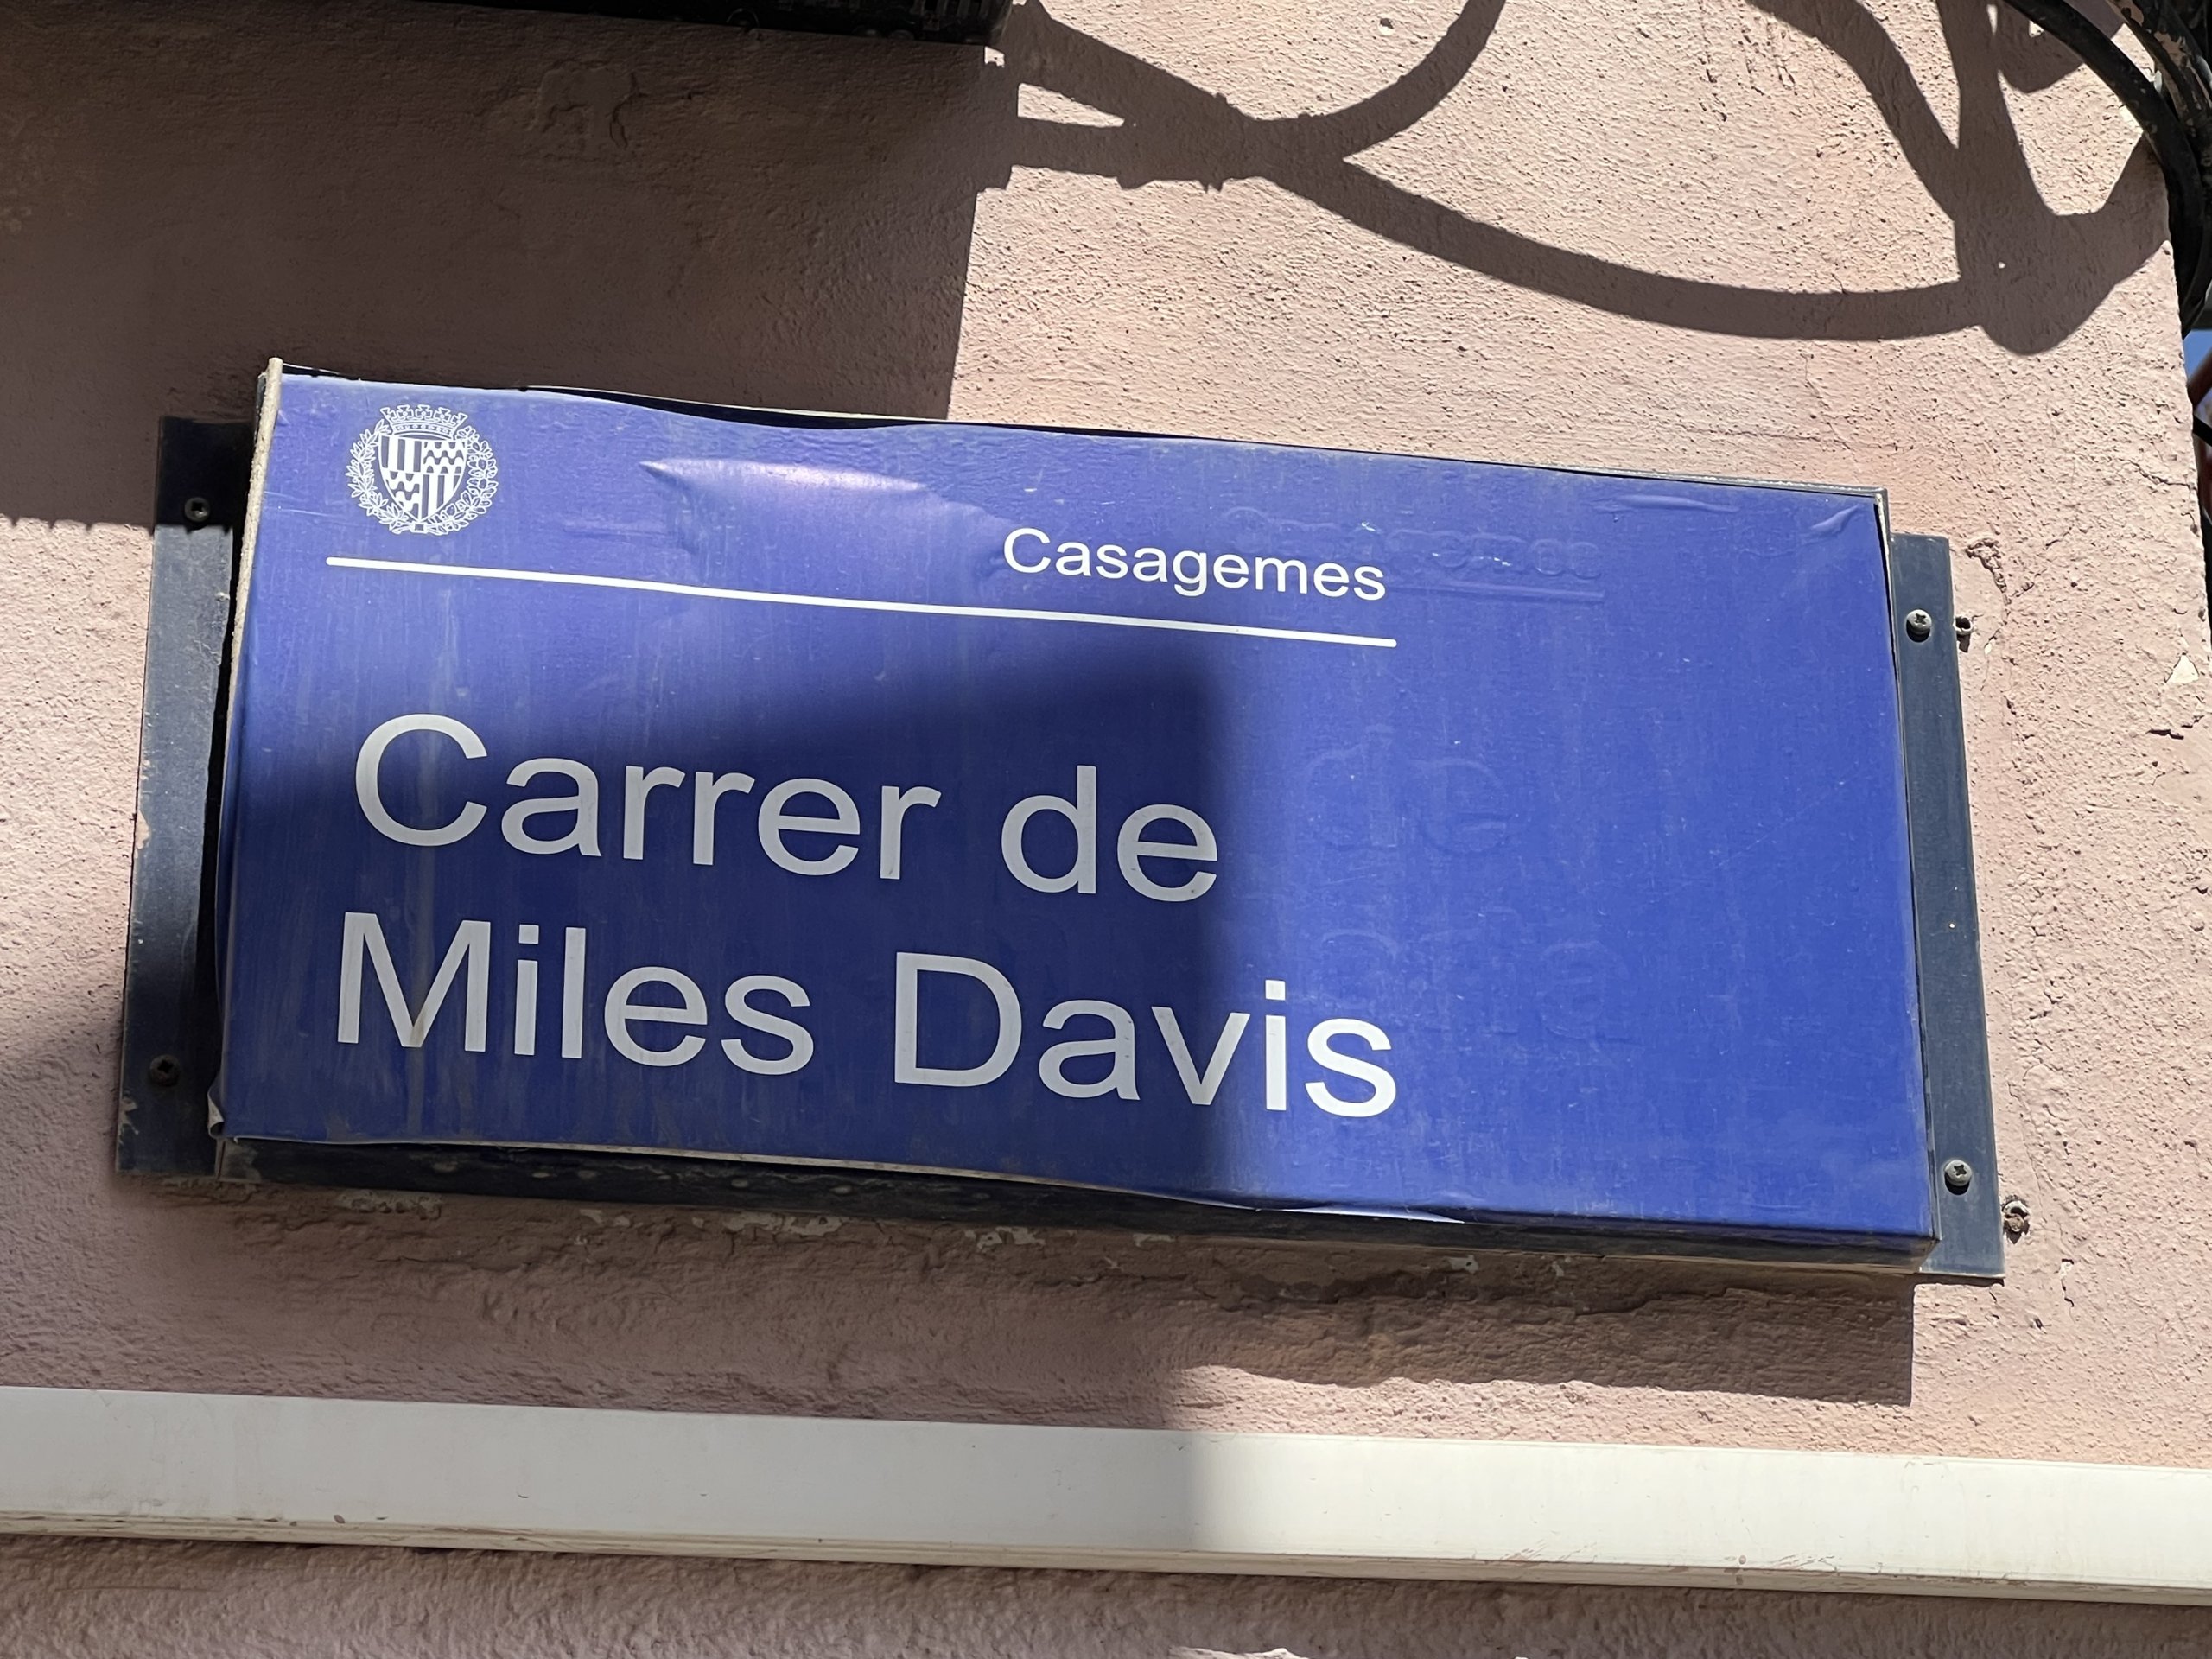 Casagemes
Carrer de
Miles Davis